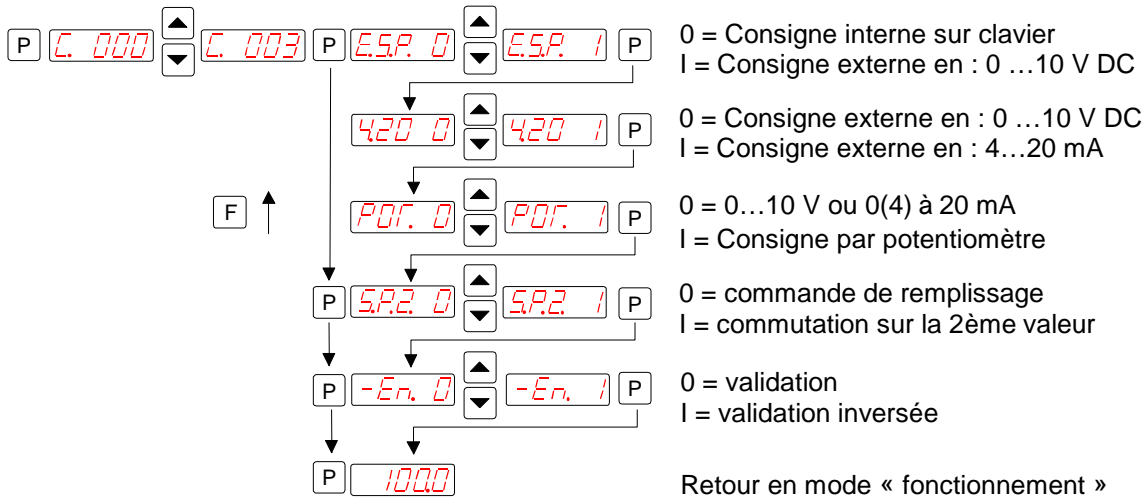 P C. 000 C. 003 P E.S.P. 0 E.S.P. 1 P 0 = Consigne interne sur clavier
I = Consigne externe en : 0 …10 V DC
4.20 0 4.20 1 P 0 = Consigne externe en : 0 …10 V DC
I = Consigne externe en : 4…20 mA
F POT. 0 POT. 1 P 0 = 0…10 V ou 0(4) à 20 mA
I = Consigne par potentiomètre
P S.P.2. 0 S.P.2. 1 P 0 = commande de remplissage
I = commutation sur la 2ème valeur
P -En. 0 -En. 1 P 0 = validation
I = validation inversée
P 100.0 Retour en mode « fonctionnement »